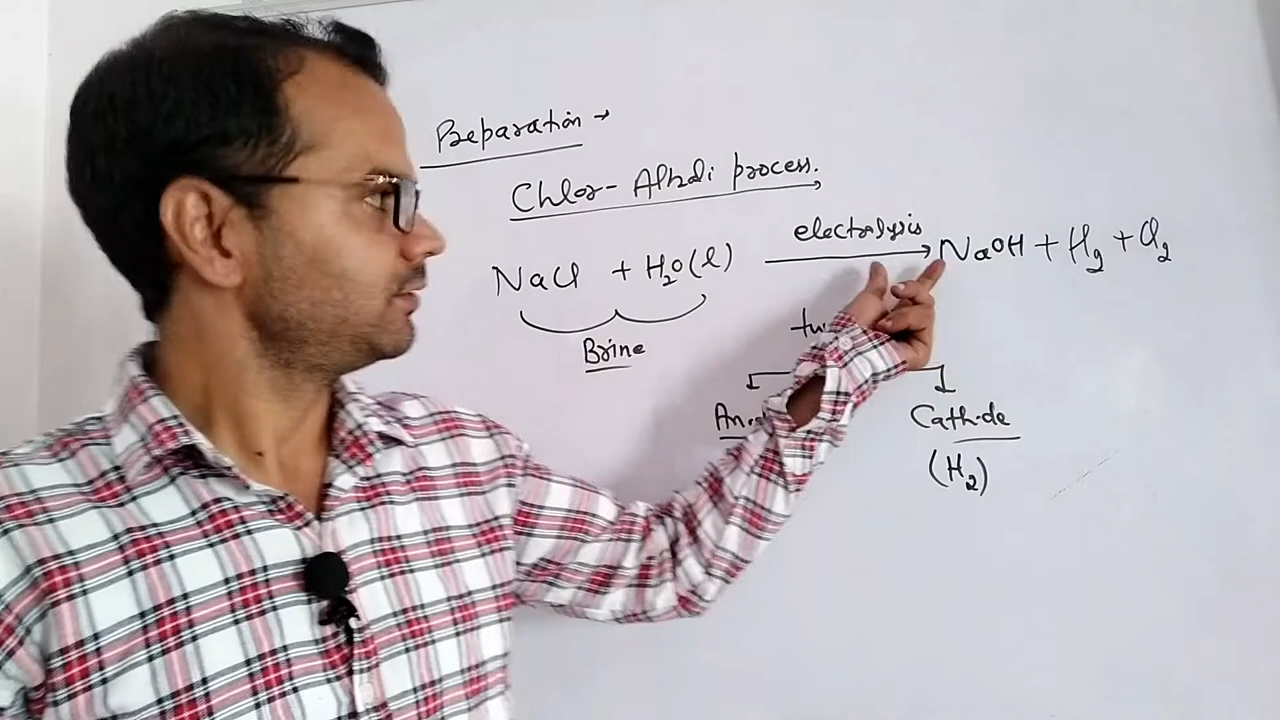 Preparation →
Chlor-Alkali process.
electrolysis
NaCl + H₂O(l) → NaOH + H₂ + Cl₂
Brine
Cathode
(H₂)